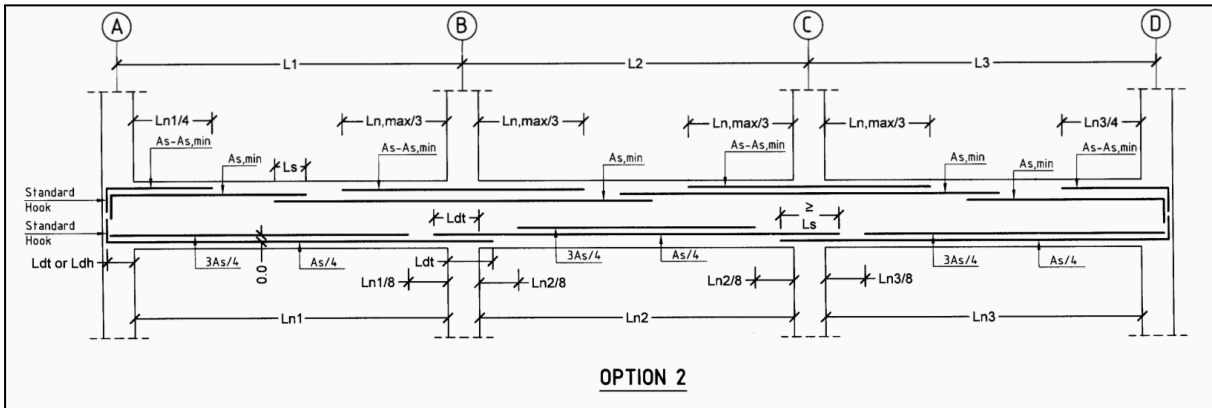 A B C D
L1 L2 L3
Ln1/4 Ln,max/3 Ln,max/3 Ln,max/3 Ln,max/3 Ln3/4
As-As,min As,min Ls As-As,min As,min As-As,min As,min As,min As-As,min
Standard
Hook
Standard
Hook
Ldt ≥
Ls
Ldt or Ldh 0.0 3As/4 As/4 Ldt 3As/4 As/4 3As/4 As/4
Ln1/8 Ln2/8 Ln2/8 Ln3/8
Ln1 Ln2 Ln3
OPTION 2